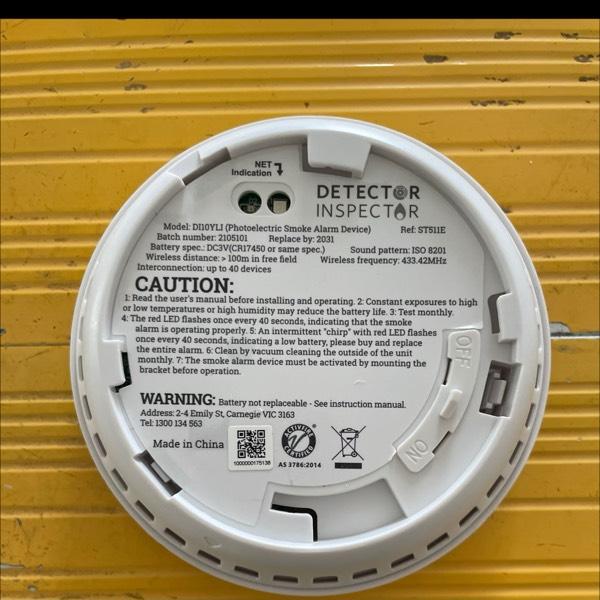 NET
Indication
DETECTOR
INSPECTOR
Model: DI10YLI (Photoelectric Smoke Alarm Device) Ref: ST511E
Batch number: 2105101 Replace by: 2031
Battery spec.: DC3V(CR17450 or same spec.) Sound pattern: ISO 8201
Wireless distance: > 100m in free field Wireless frequency: 433.42MHz
Interconnection: up to 40 devices
CAUTION:
1: Read the user's manual before installing and operating. 2: Constant exposures to high
or low temperatures or high humidity may reduce the battery life. 3: Test monthly.
4: The red LED flashes once every 40 seconds, indicating that the smoke
alarm is operating properly. 5: An intermittent "chirp" with red LED flashes
once every 40 seconds, indicating a low battery, please buy and replace
the entire alarm. 6: Clean by vacuum cleaning the outside of the unit
monthly. 7: The smoke alarm device must be activated by mounting the
bracket before operation.
OFF
ON
WARNING: Battery not replaceable - See instruction manual.
Address: 2-4 Emily St, Carnegie VIC 3163
Tel: 1300 134 563
Made in China
1000000175138
ACTIVFIRE
CERTIFIED
AS 3786:2014